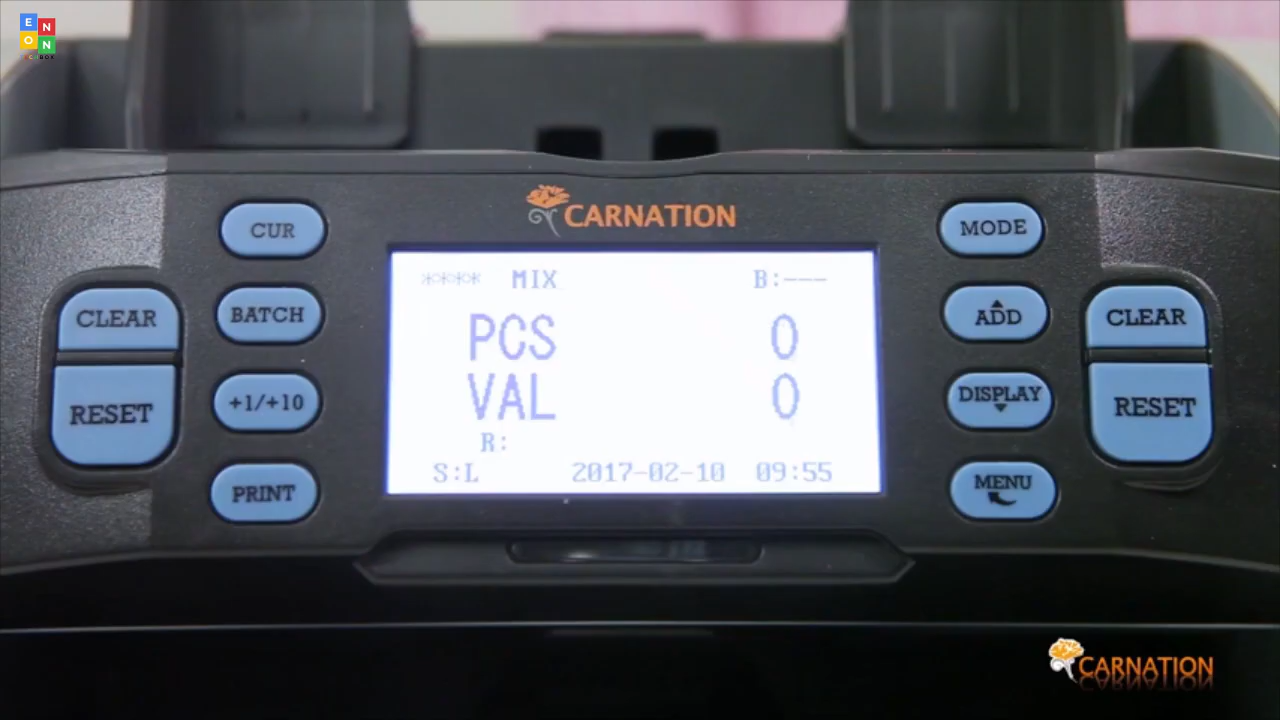 E
N
O
N
CARNATION
CUR
MODE
**** MIX B:---
CLEAR
BATCH
PCS 0
ADD
CLEAR
RESET
+1/+10
VAL 0
DISPLAY
RESET
R:
PRINT
S:L 2017-02-10 09:55
MENU
CARNATION